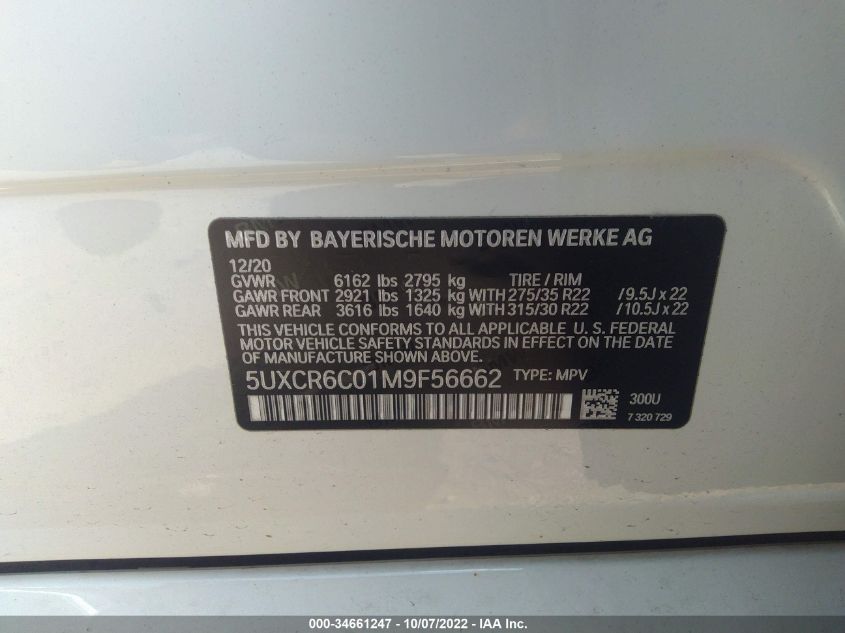 MFD BY BAYERISCHE MOTOREN WERKE AG
12/20
GVWR 6162 lbs 2795 kg TIRE / RIM
GAWR FRONT 2921 lbs 1325 kg WITH 275/35 R22 / 9.5J x 22
GAWR REAR 3616 lbs 1640 kg WITH 315/30 R22 / 10.5J x 22
THIS VEHICLE CONFORMS TO ALL APPLICABLE U. S. FEDERAL
MOTOR VEHICLE SAFETY STANDARDS IN EFFECT ON THE DATE
OF MANUFACTURE SHOWN ABOVE.
5UXCR6C01M9F56662 TYPE: MPV
300U
7 320 729
000-34661247 - 10/07/2022 - IAA Inc.